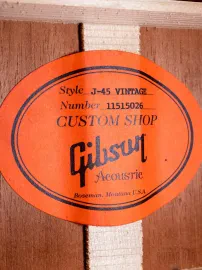 Style J-45 VINTAGE
Number 11515026
CUSTOM SHOP
Gibson
Acoustic
Bozeman, Montana U.S.A.